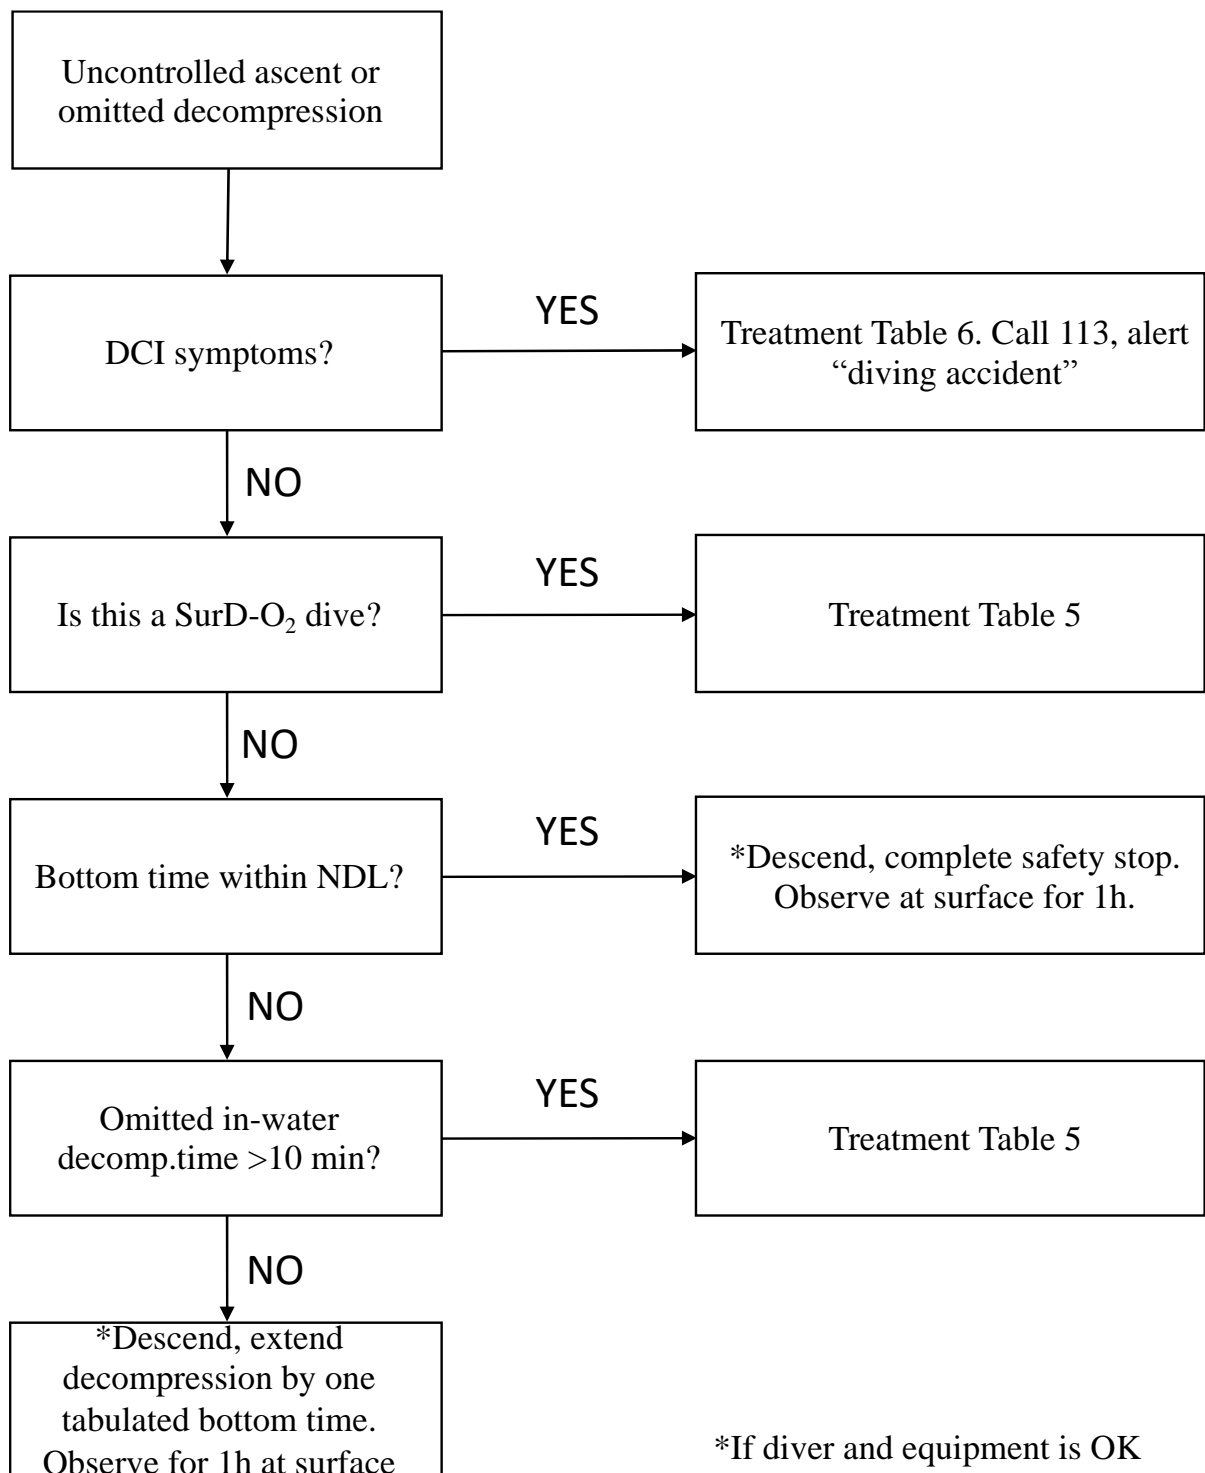 Uncontrolled ascent or
omitted decompression
DCI symptoms?
YES
Treatment Table 6. Call 113, alert
“diving accident”
NO
Is this a SurD-O₂ dive?
YES
Treatment Table 5
NO
Bottom time within NDL?
YES
*Descend, complete safety stop.
Observe at surface for 1h.
NO
Omitted in-water
decomp.time >10 min?
YES
Treatment Table 5
NO
*Descend, extend
decompression by one
tabulated bottom time.
Observe for 1h at surface
*If diver and equipment is OK